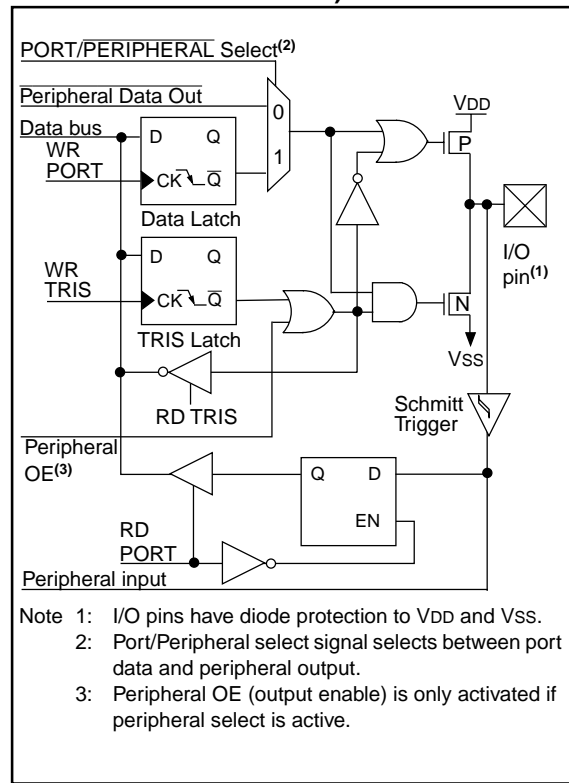 PORT/PERIPHERAL Select(2)
Peripheral Data Out
Data bus
WR
PORT
D Q
CK Q
Data Latch
0
1
VDD
P
I/O
pin(1)
WR
TRIS
D Q
CK Q
TRIS Latch
N
VSS
RD TRIS
Schmitt
Trigger
Peripheral
OE(3)
Q D
EN
RD
PORT
Peripheral input
Note 1: I/O pins have diode protection to VDD and VSS.
2: Port/Peripheral select signal selects between port
data and peripheral output.
3: Peripheral OE (output enable) is only activated if
peripheral select is active.